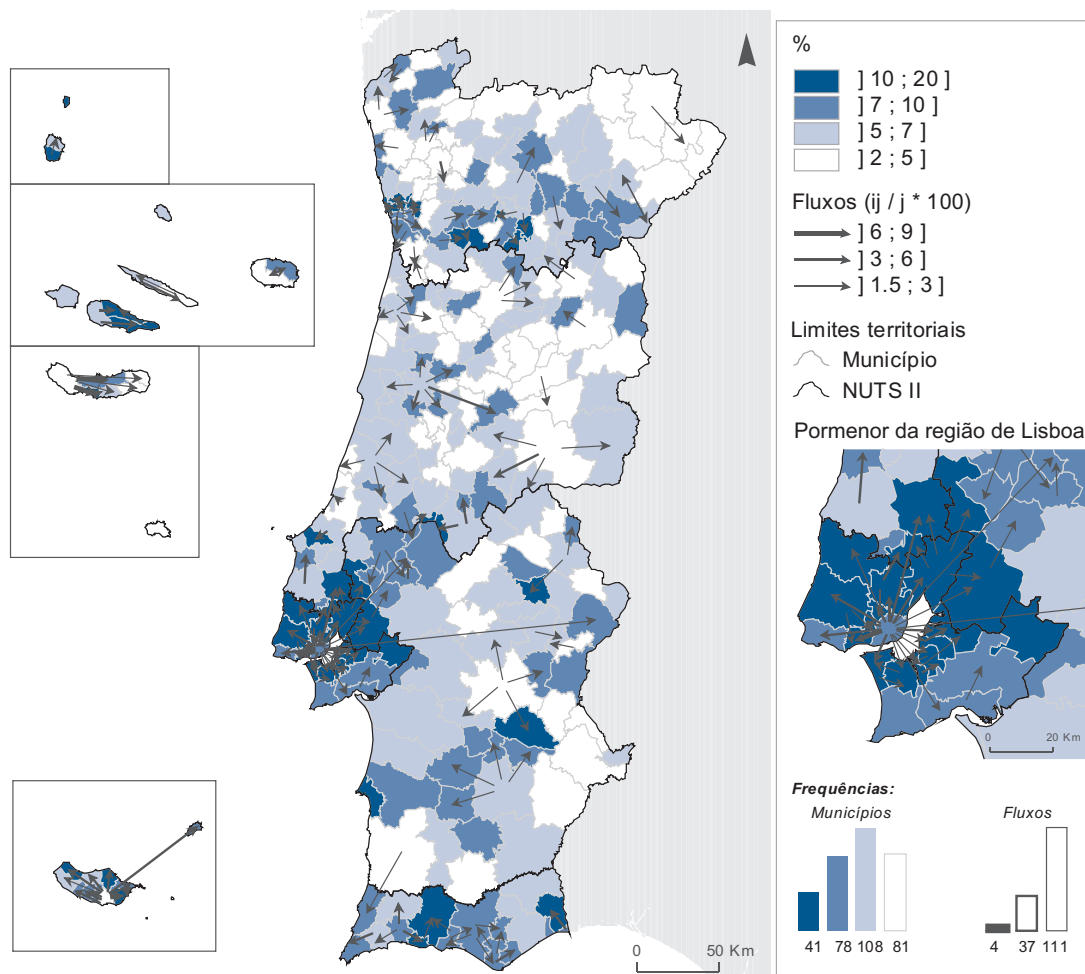 %
] 10 ; 20 ]
] 7 ; 10 ]
] 5 ; 7 ]
] 2 ; 5 ]
Fluxos (ij / j * 100)
] 6 ; 9 ]
] 3 ; 6 ]
] 1.5 ; 3 ]
Limites territoriais
Município
NUTS II
Pormenor da região de Lisboa
0 20 Km
Frequências:
Municípios Fluxos
41 78 108 81 4 37 111
0 50 Km